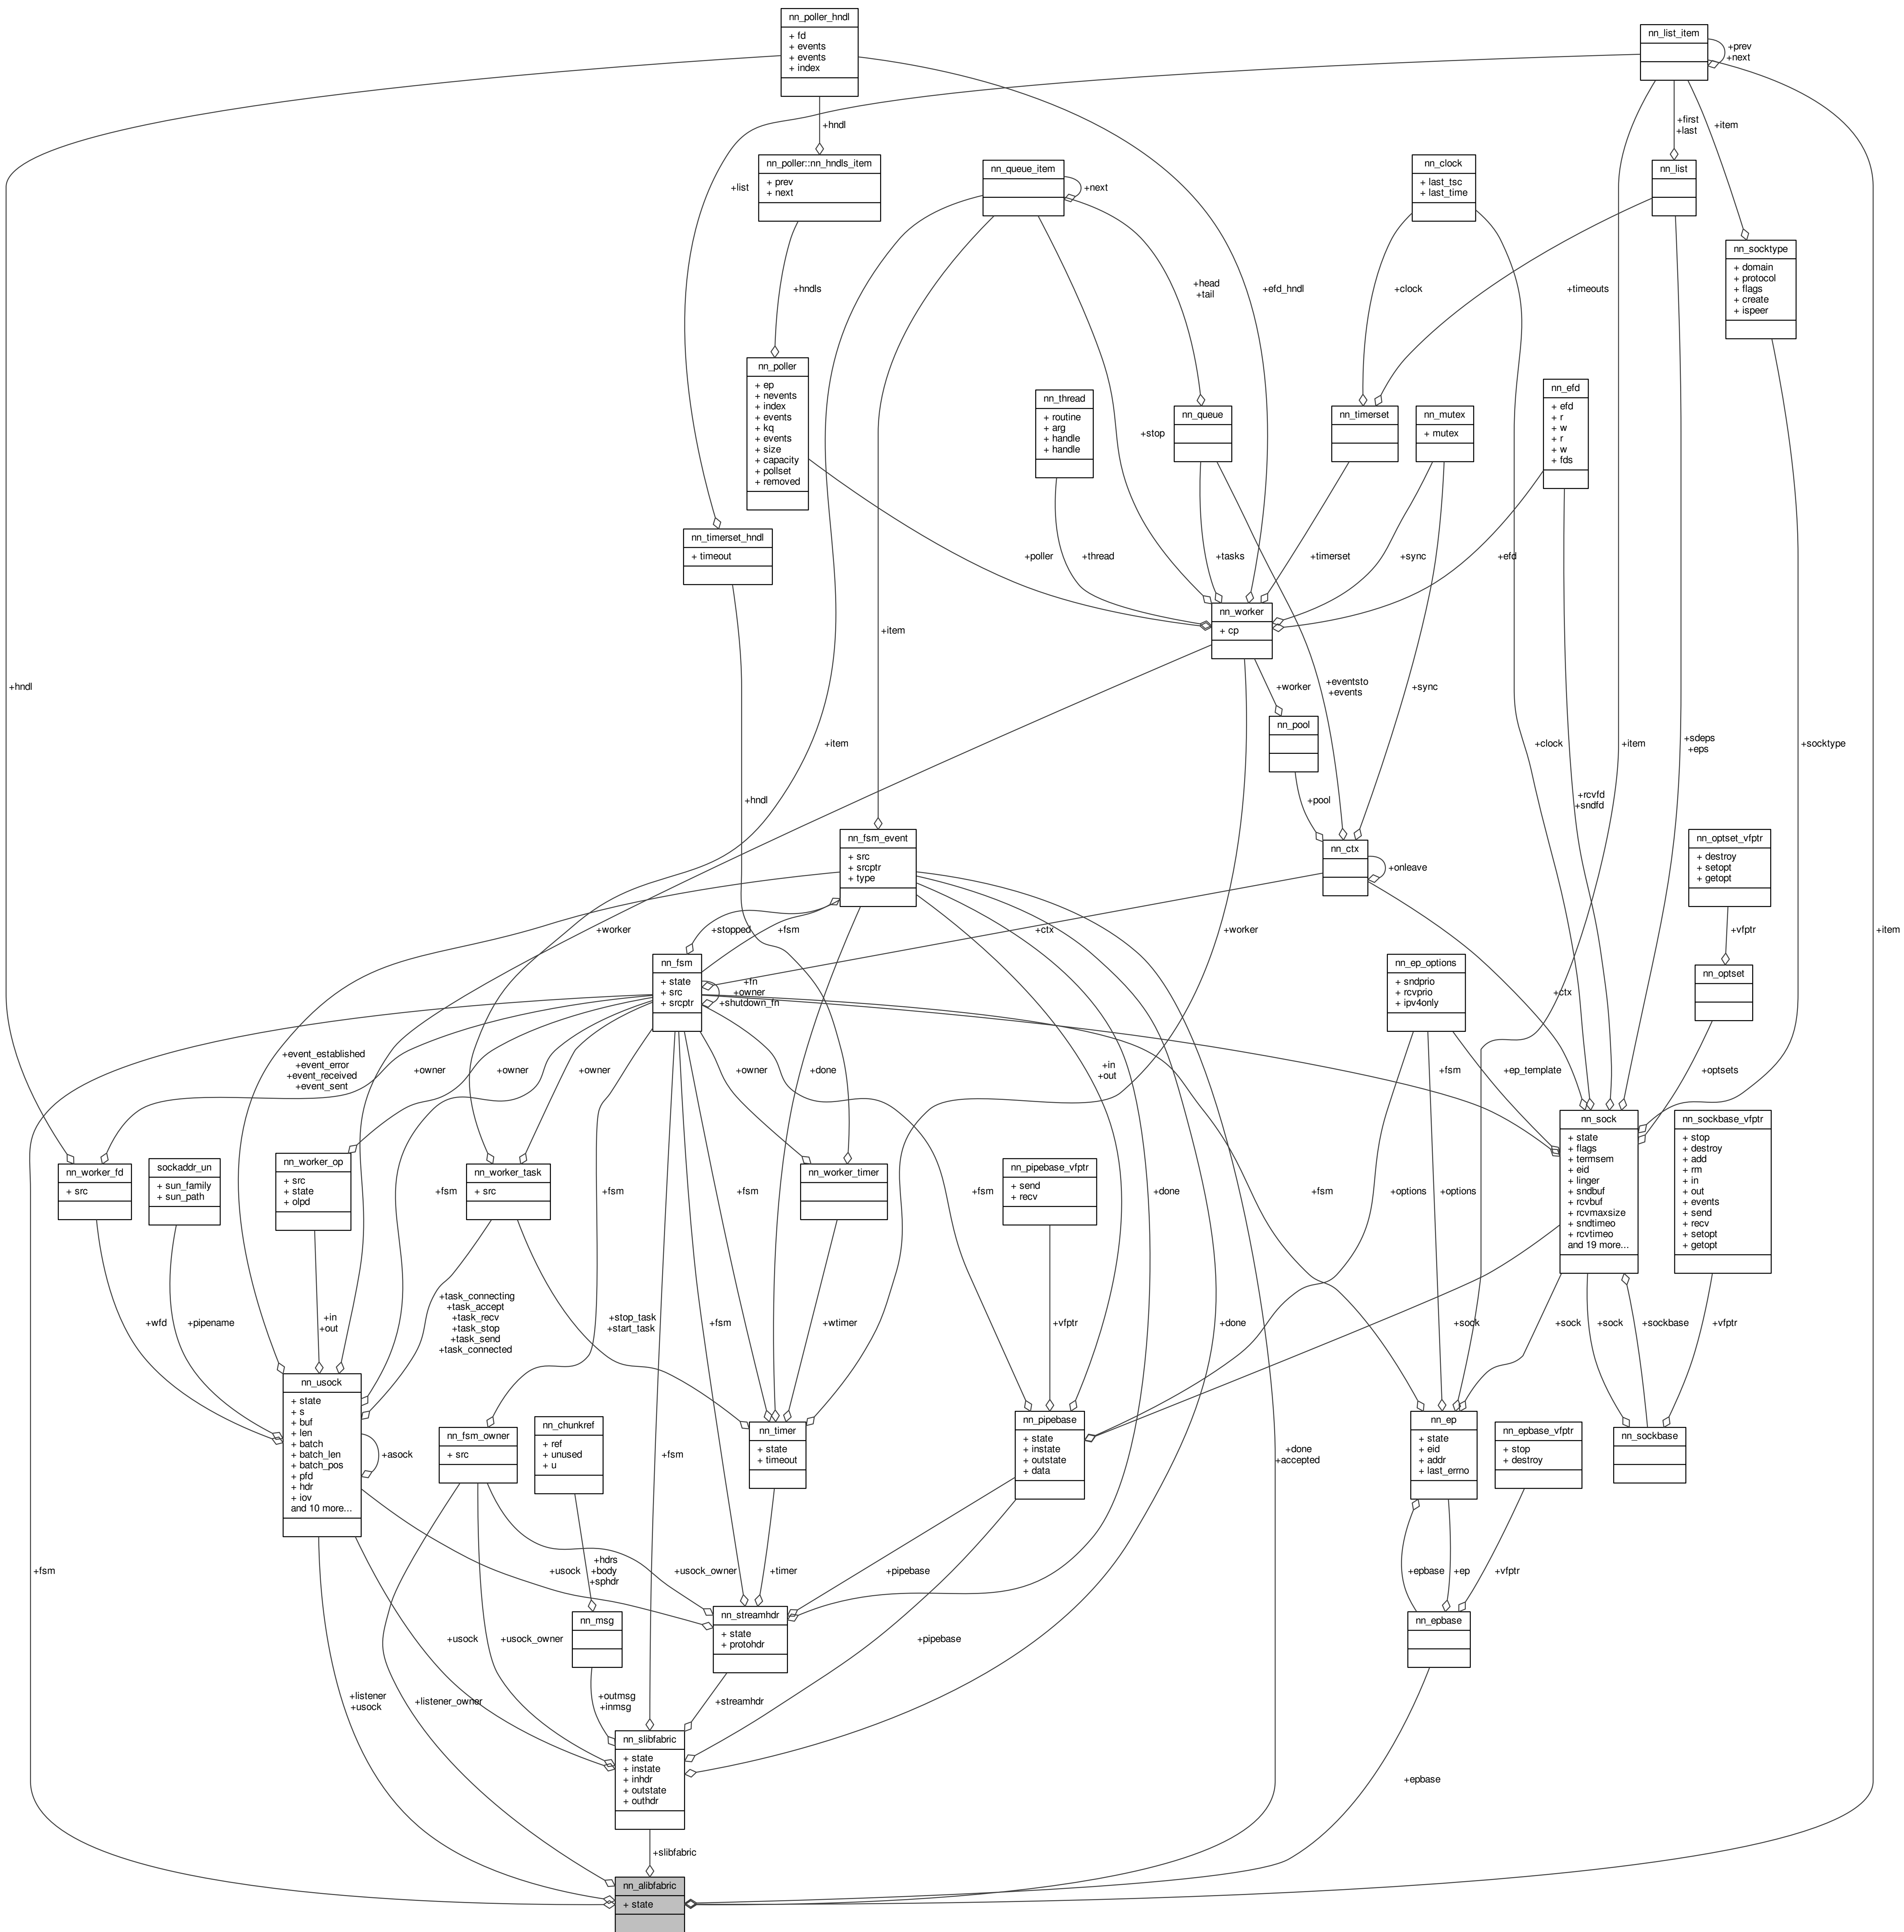 nn_poller_hndl
+ fd
+ events
+ events
+ index
nn_list_item
+prev
+next
+hndl
+first
+last
+item
nn_poller::nn_hndls_item
+ prev
+ next
nn_queue_item
+next
nn_clock
+ last_tsc
+ last_time
nn_list
+list
nn_socktype
+ domain
+ protocol
+ flags
+ create
+ ispeer
+hndls
+head
+tail
+efd_hndl
+clock
+timeouts
nn_poller
+ ep
+ nevents
+ index
+ events
+ kq
+ events
+ size
+ capacity
+ pollset
+ removed
nn_thread
+ routine
+ arg
+ handle
+ handle
+stop
nn_queue
nn_timerset
nn_mutex
+ mutex
nn_efd
+ efd
+ r
+ w
+ r
+ w
+ fds
nn_timerset_hndl
+ timeout
+poller
+thread
+tasks
+timerset
+sync
+efd
nn_worker
+ cp
+item
+hndl
+worker
+eventsto
+events
+sync
nn_pool
+item
+clock
+item
+sdeps
+eps
+socktype
+hndl
+pool
+rcvfd
+sndfd
nn_fsm_event
+ src
+ srcptr
+ type
nn_ctx
+onleave
nn_optset_vfptr
+ destroy
+ setopt
+ getopt
+worker
+stopped
+fsm
+ctx
+worker
+vfptr
+item
nn_fsm
+ state
+ src
+ srcptr
+fn
+owner
+shutdown_fn
nn_ep_options
+ sndprio
+ rcvprio
+ ipv4only
+ctx
nn_optset
+event_established
+event_error
+event_received
+event_sent
+owner
+owner
+owner
+owner
+done
+in
+out
+fsm
+ep_template
+optsets
nn_worker_fd
+ src
sockaddr_un
+ sun_family
+ sun_path
nn_worker_op
+ src
+ state
+ olpd
+fsm
nn_worker_task
+ src
+fsm
+fsm
nn_worker_timer
+fsm
nn_pipebase_vfptr
+ send
+ recv
+done
+fsm
+options
+options
nn_sock
+ state
+ flags
+ termsem
+ eid
+ linger
+ sndbuf
+ rcvbuf
+ rcvmaxsize
+ sndtimeo
+ rcvtimeo
and 19 more...
nn_sockbase_vfptr
+ stop
+ destroy
+ add
+ rm
+ in
+ out
+ events
+ send
+ recv
+ setopt
+ getopt
+wfd
+pipename
+in
+out
+task_connecting
+task_accept
+task_recv
+task_stop
+task_send
+task_connected
+stop_task
+start_task
+fsm
+wtimer
+vfptr
+done
+sock
+sock
+sock
+sockbase
+vfptr
nn_usock
+ state
+ s
+ buf
+ len
+ batch
+ batch_len
+ batch_pos
+ pfd
+ hdr
+ iov
and 10 more...
+asock
nn_fsm_owner
+ src
nn_chunkref
+ ref
+ unused
+ u
+fsm
nn_timer
+ state
+ timeout
nn_pipebase
+ state
+ instate
+ outstate
+ data
+done
+accepted
nn_ep
+ state
+ eid
+ addr
+ last_errno
nn_epbase_vfptr
+ stop
+ destroy
nn_sockbase
+fsm
+usock
+hdrs
+body
+sphdr
+usock_owner
+timer
+pipebase
+epbase
+ep
+vfptr
nn_msg
nn_streamhdr
+ state
+ protohdr
nn_epbase
+usock
+usock_owner
+pipebase
+listener
+usock
+listener_owner
+outmsg
+inmsg
+streamhdr
nn_slibfabric
+ state
+ instate
+ inhdr
+ outstate
+ outhdr
+epbase
+slibfabric
nn_alibfabric
+ state